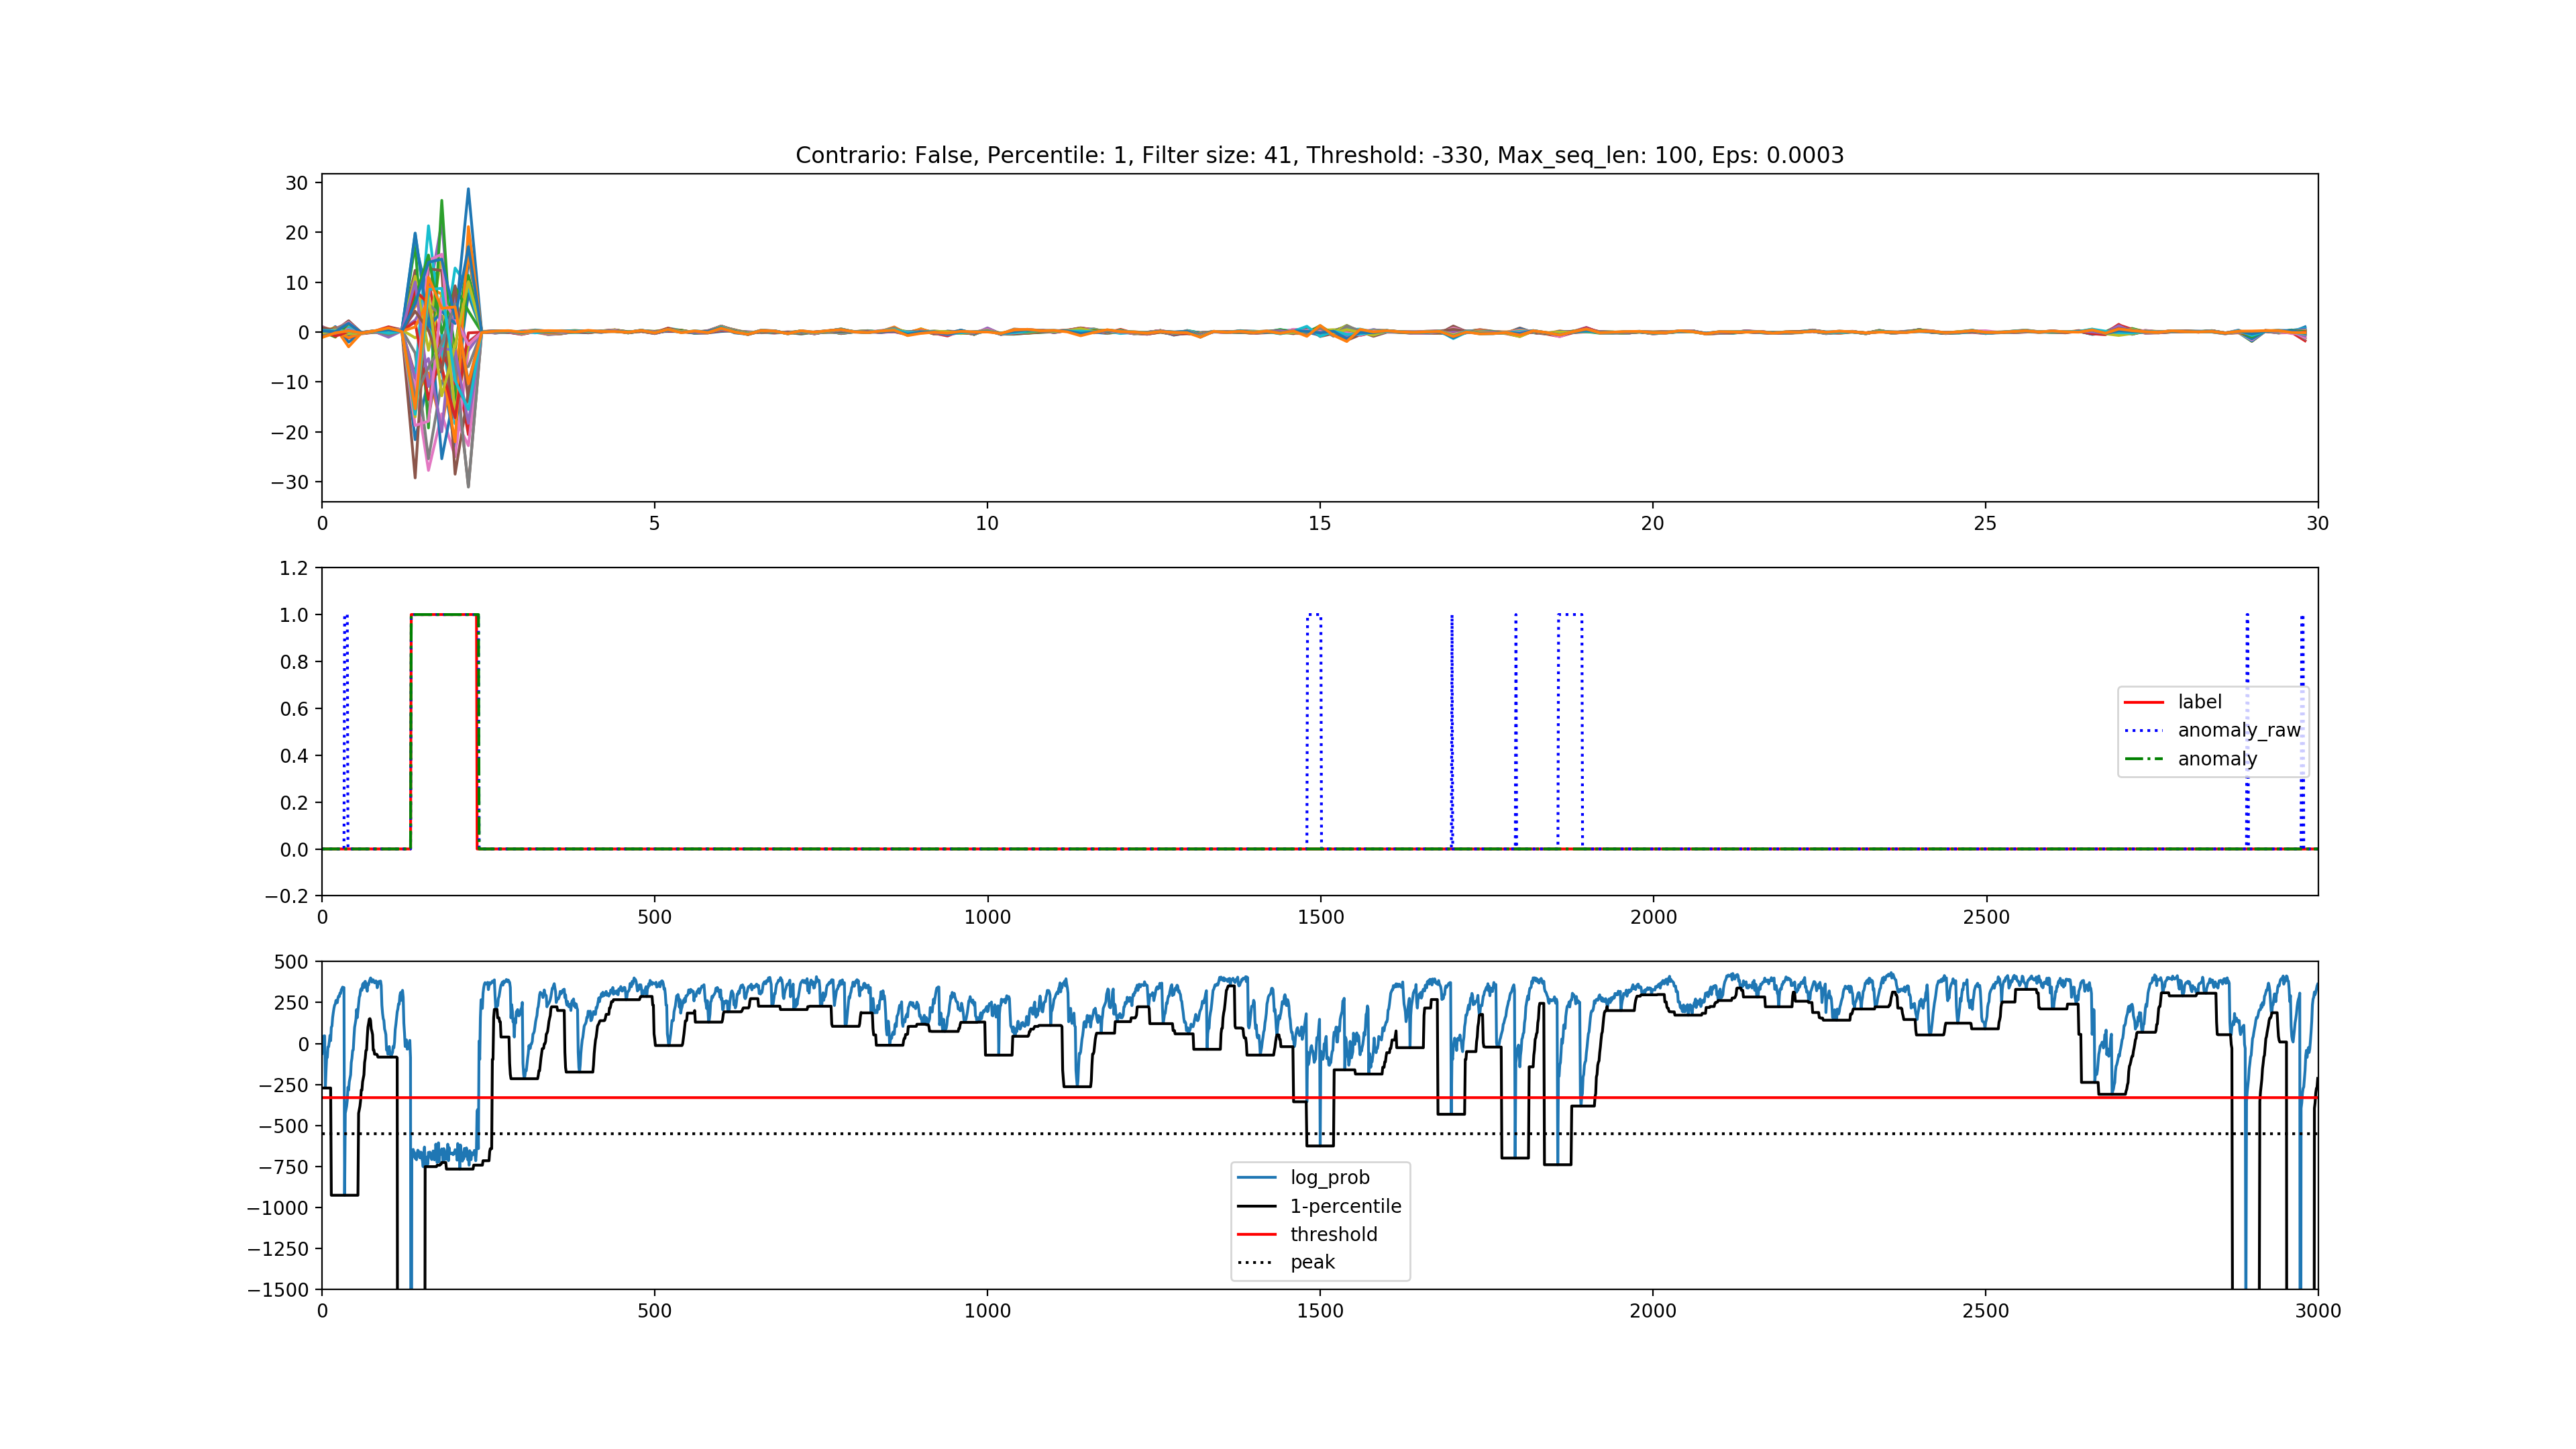 Contrario: False, Percentile: 1, Filter size: 41, Threshold: -330, Max_seq_len: 100, Eps: 0.0003
30
20
10
0
−10
−20
−30
0 5 10 15 20 25 30
1.2
1.0
0.8
0.6
0.4
0.2
0.0
−0.2
label
anomaly_raw
anomaly
0 500 1000 1500 2000 2500
500
250
0
−250
−500
−750
−1000
−1250
−1500
log_prob
1-percentile
threshold
peak
0 500 1000 1500 2000 2500 3000